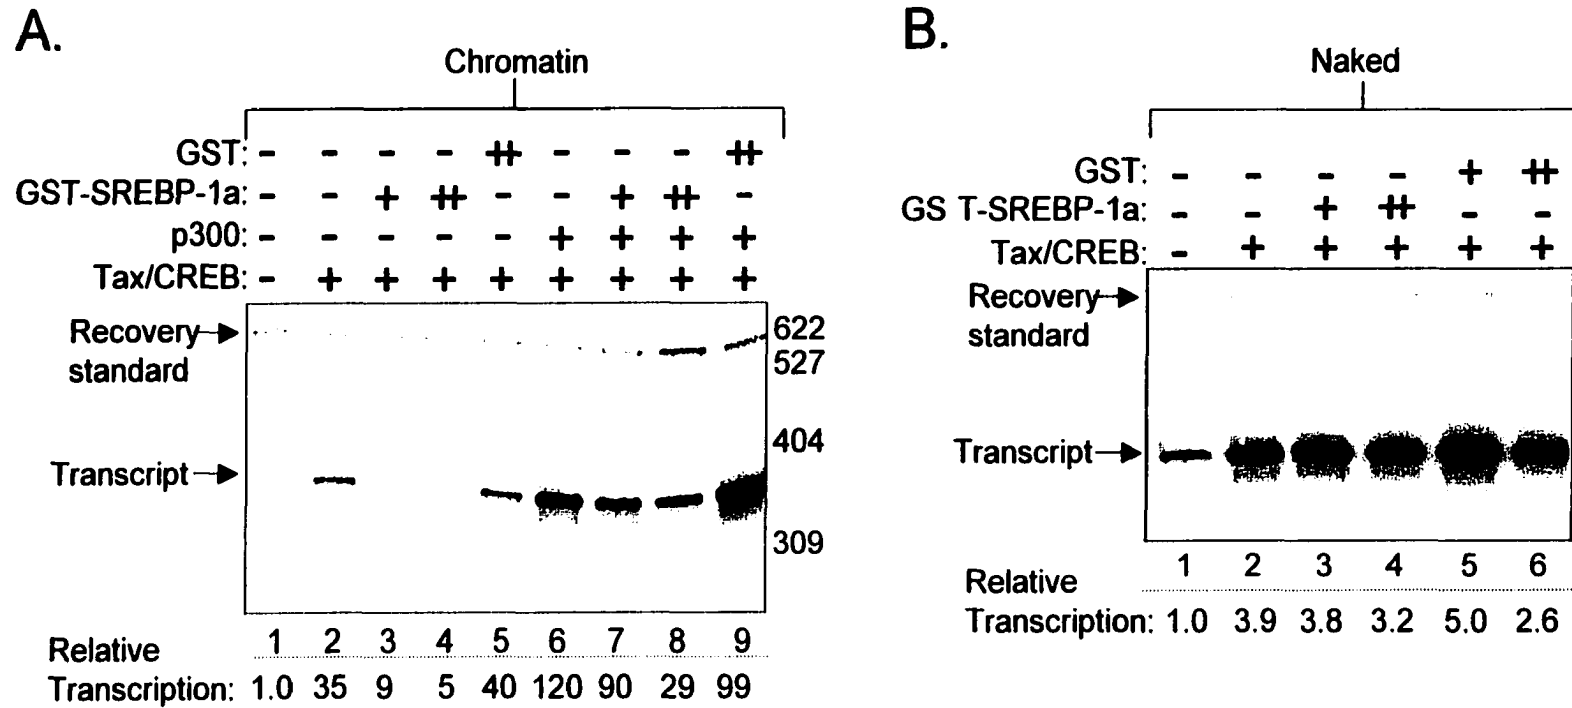 A.
Chromatin
GST: - - - - ++ - - - ++
GST-SREBP-1a: - - + ++ - - + ++ -
p300: - - - - - + + + +
Tax/CREB: - + + + + + + + +
Recovery
standard
622
527
404
Transcript
309
Relative 1 2 3 4 5 6 7 8 9
Transcription: 1.0 35 9 5 40 120 90 29 99
B.
Naked
GST: - - - - + ++
GS T-SREBP-1a: - - + ++ - -
Tax/CREB: - + + + + +
Recovery
standard
Transcript
1 2 3 4 5 6
Relative
Transcription: 1.0 3.9 3.8 3.2 5.0 2.6